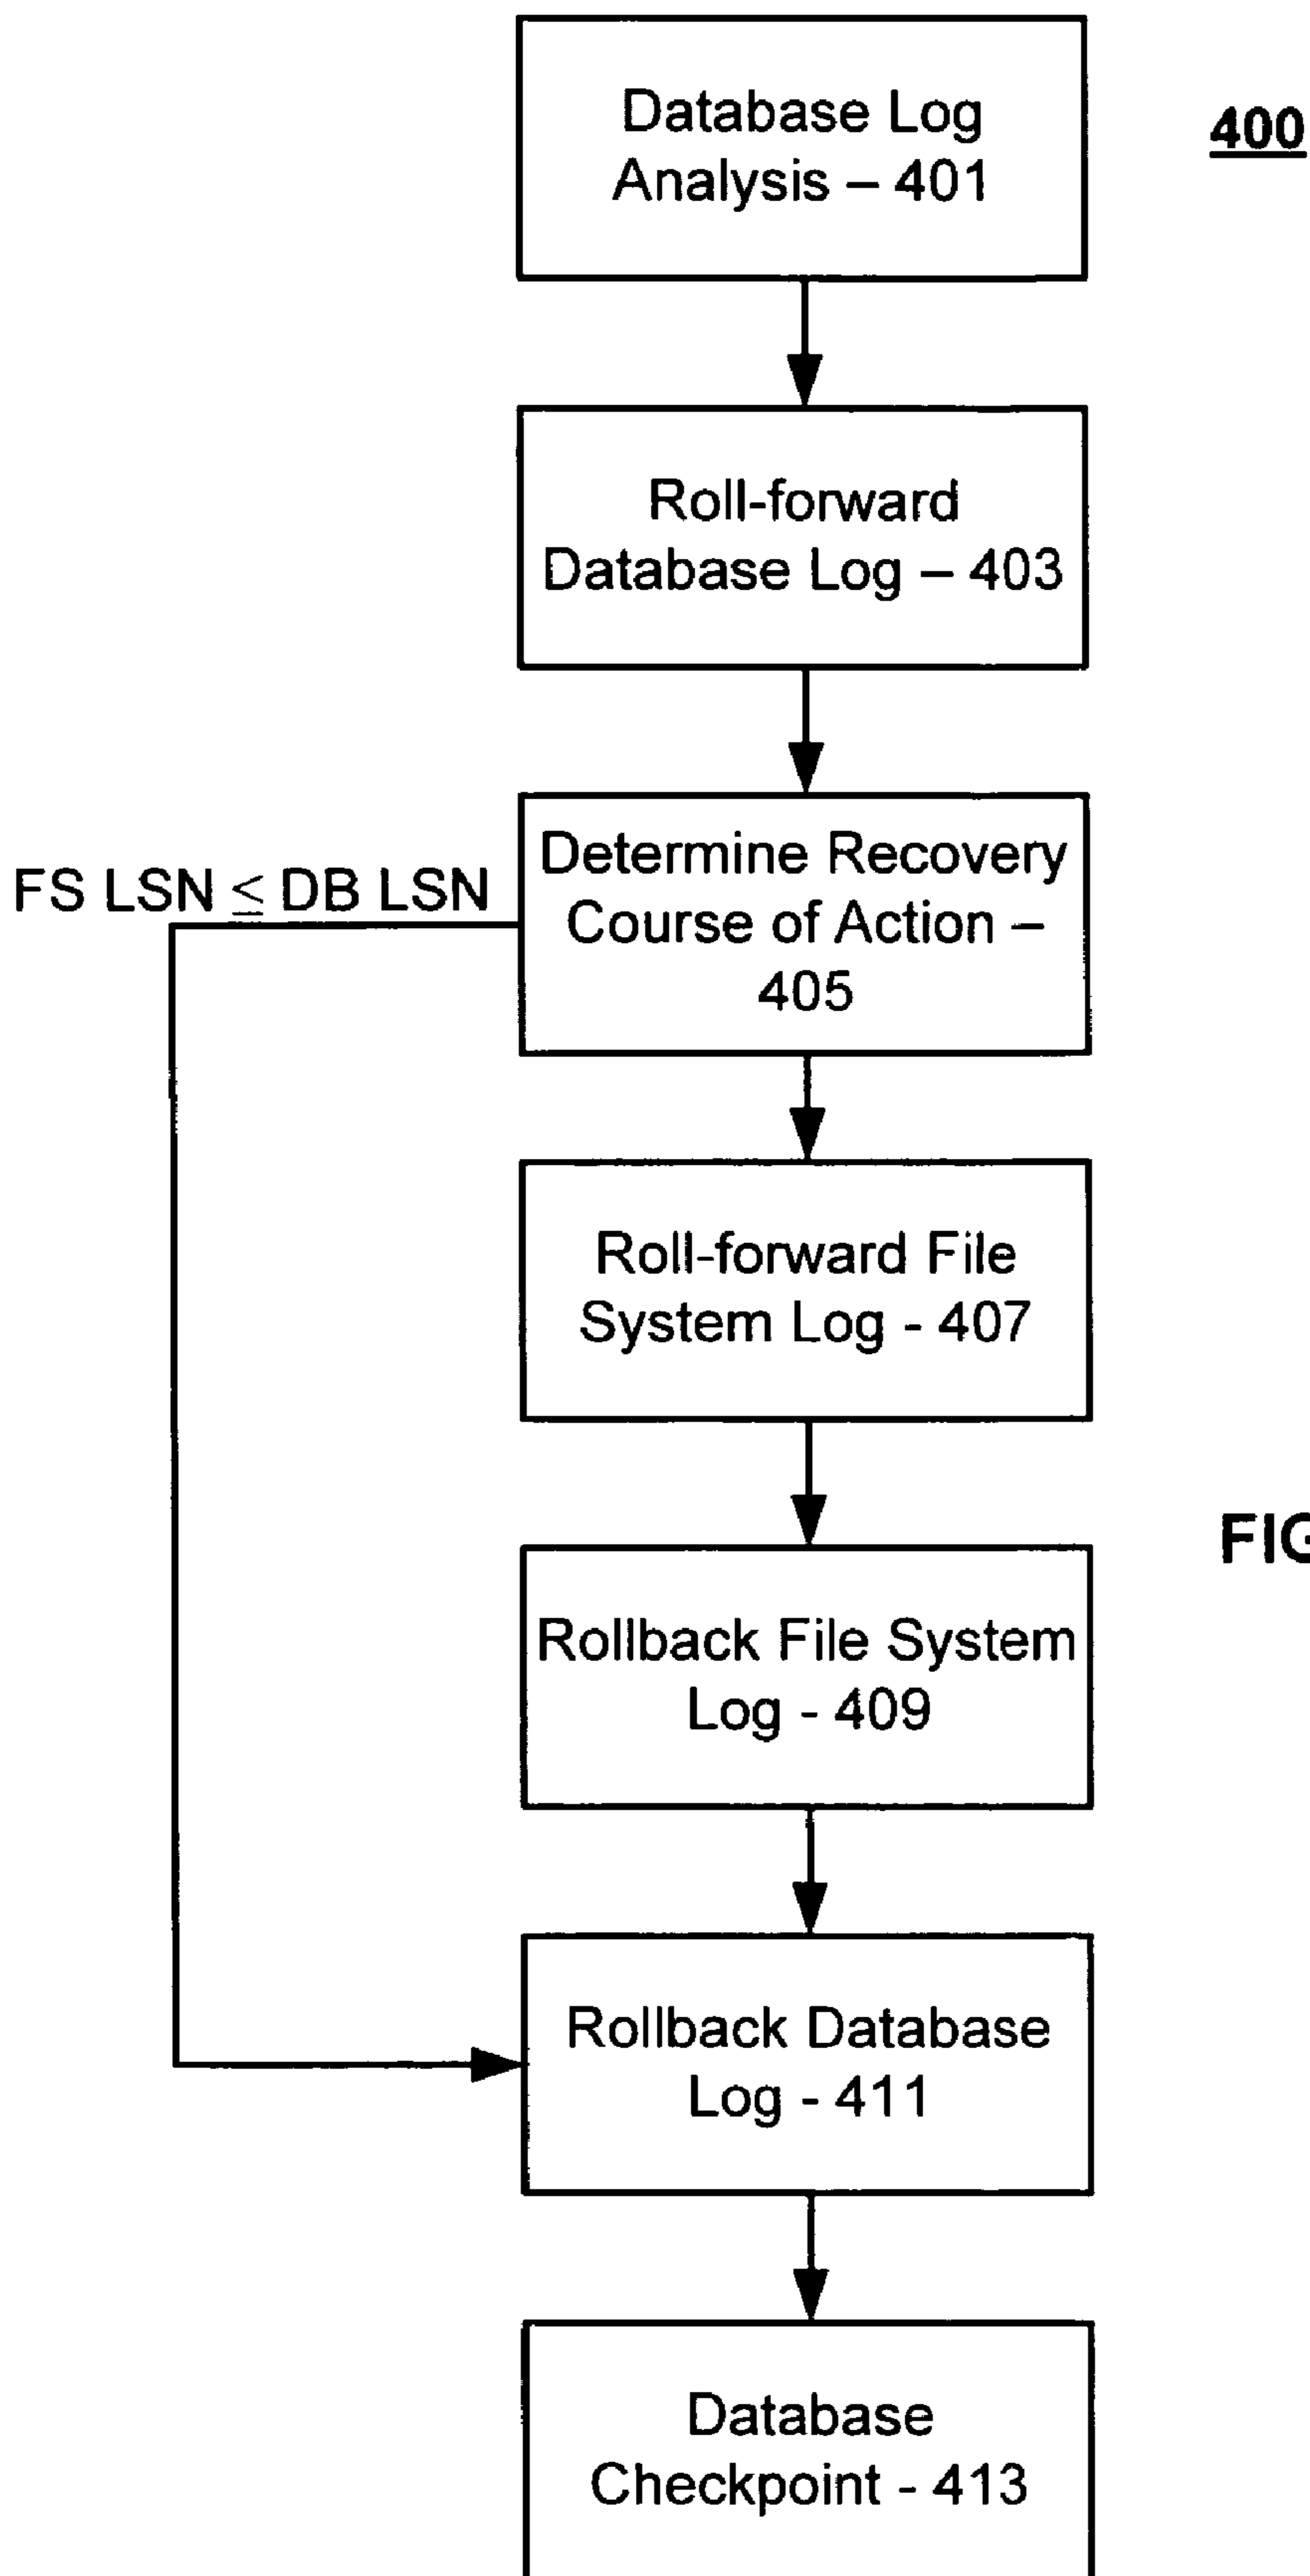 Database Log
Analysis – 401
400
Roll-forward
Database Log – 403
FS LSN ≤ DB LSN
Determine Recovery
Course of Action –
405
Roll-forward File
System Log - 407
FIG
Rollback File System
Log - 409
Rollback Database
Log - 411
Database
Checkpoint - 413